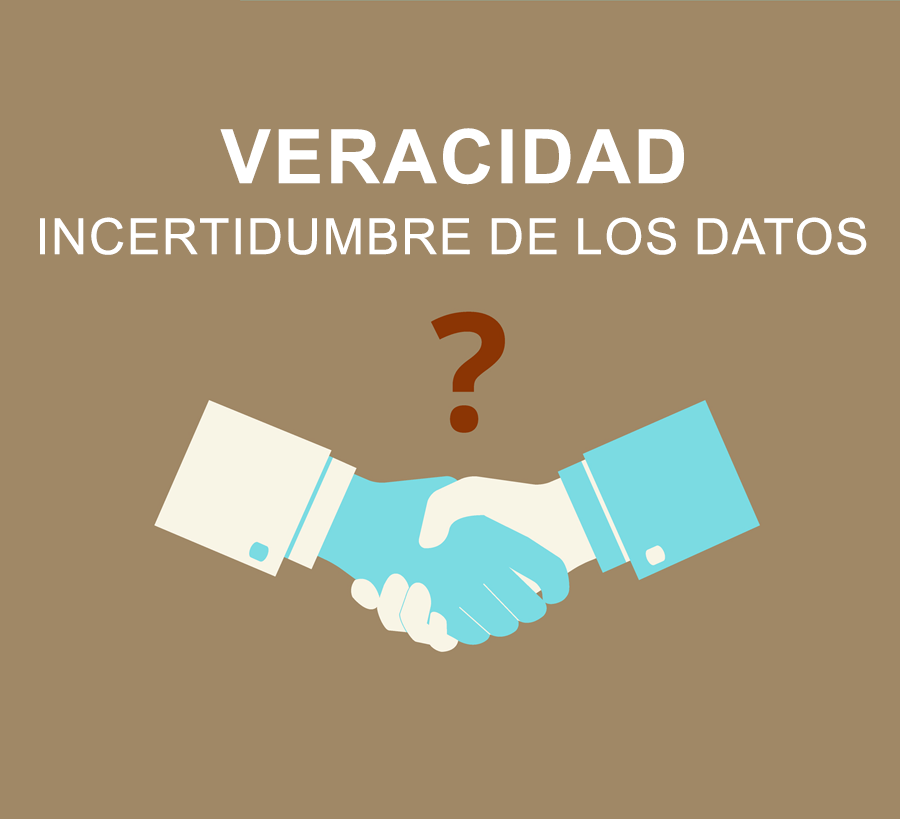 VERACIDAD
INCERTIDUMBRE DE LOS DATOS
?